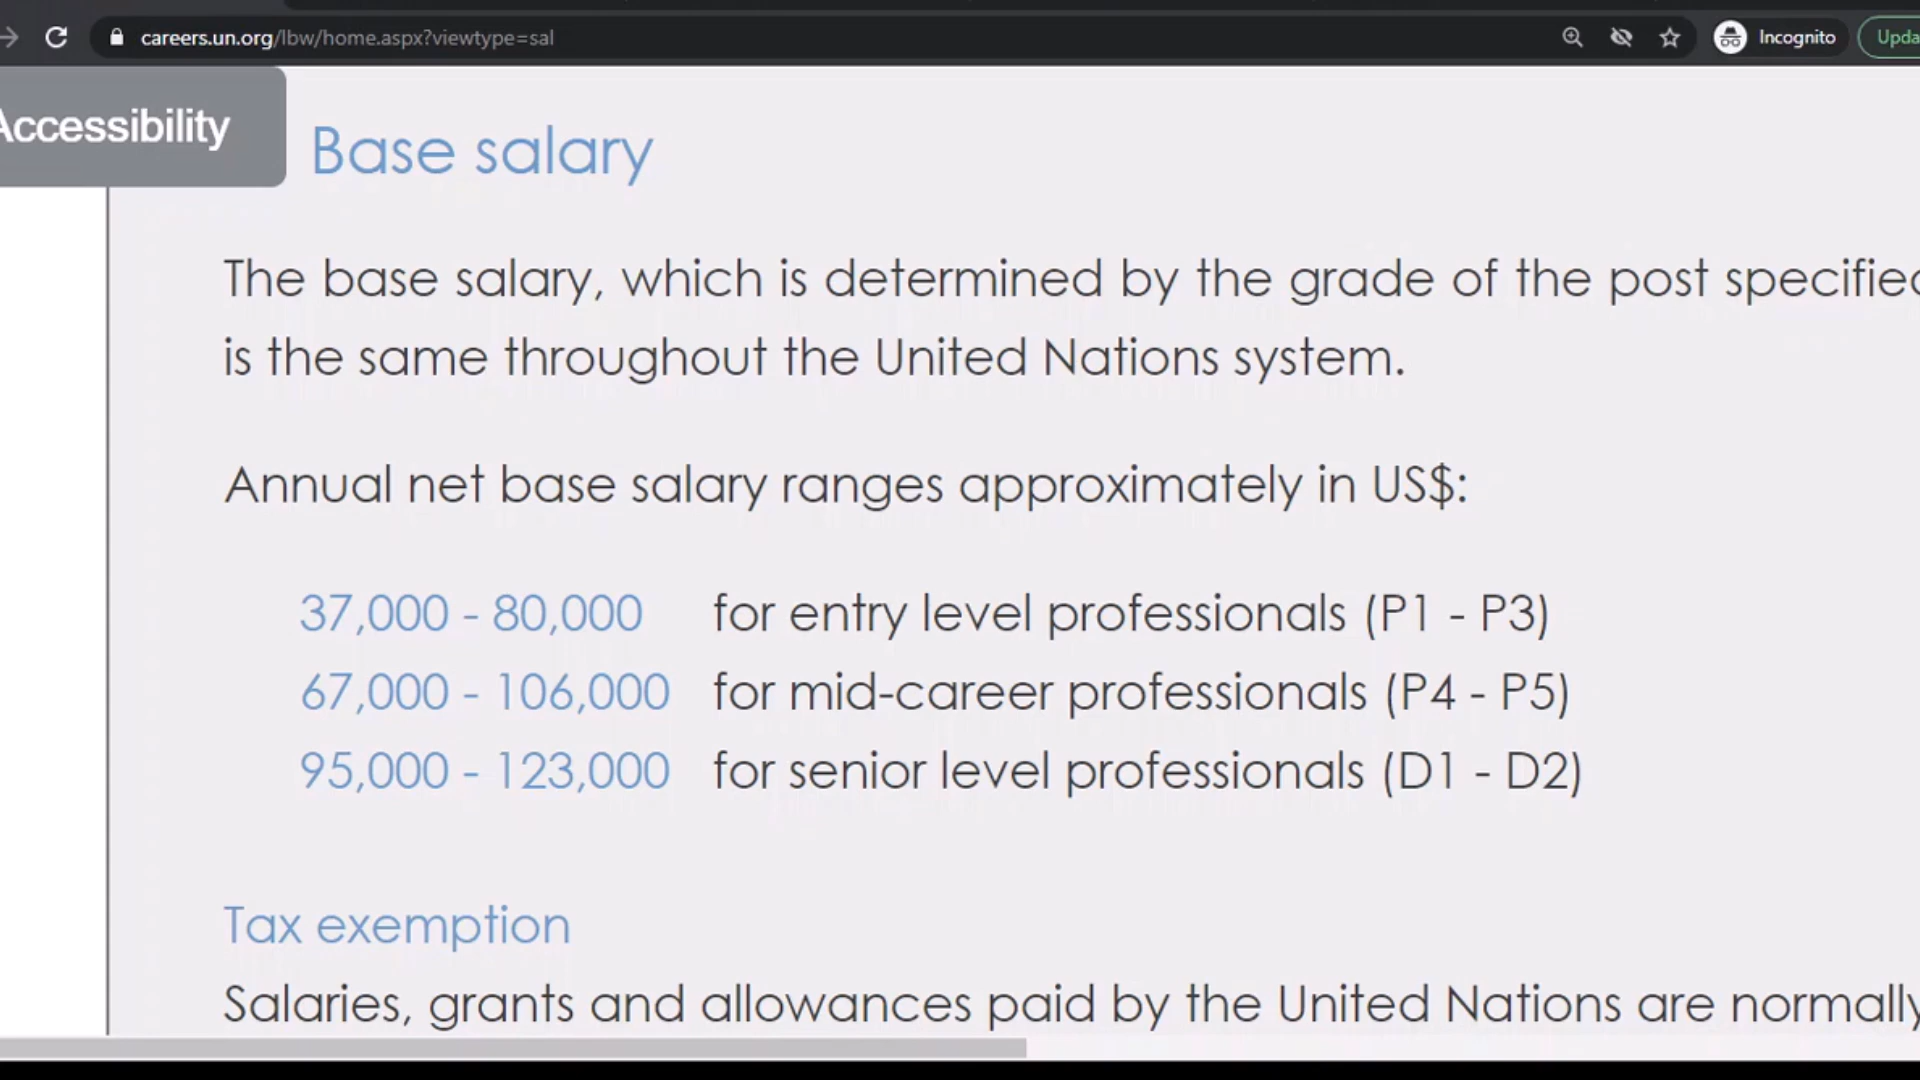 careers.un.org/lbw/home.aspx?viewtype=sal
Incognito
Accessibility
Base salary
The base salary, which is determined by the grade of the post
is the same throughout the United Nations system.
Annual net base salary ranges approximately in US$:
37,000 - 80,000 for entry level professionals (P1 - P3)
67,000 - 106,000 for mid-career professionals (P4 - P5)
95,000 - 123,000 for senior level professionals (D1 - D2)
Tax exemption
Salaries, grants and allowances paid by the United Nations are normally